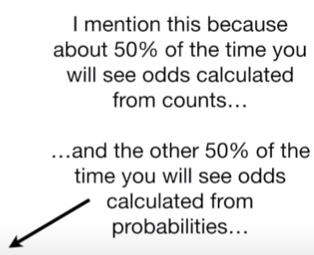 I mention this because
about 50% of the time you
will see odds calculated
from counts…
…and the other 50% of the
time you will see odds
calculated from
probabilities…